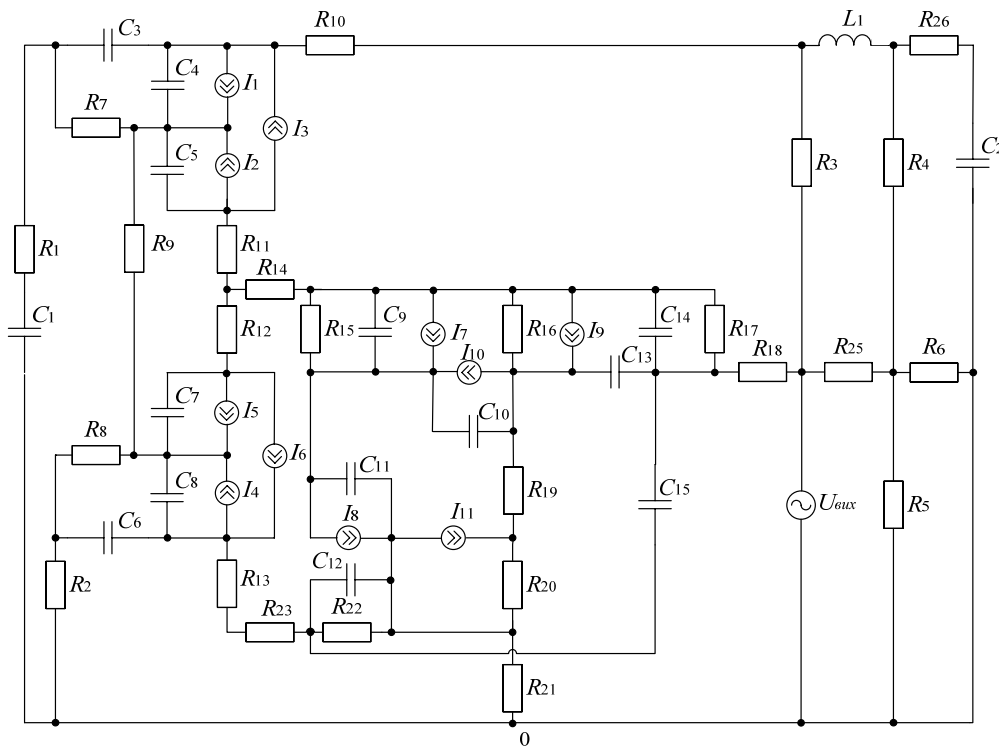 C3 R10 L1 R26
C4 I1
R7 I3
C5 I2 R3 R4 C2
R1 R9 R11
R14
C1 R12 R15 C9 I7 R16 I9 C14 R17
I10 C13 R18 R25 R6
C7 I5
R8 I6 C10
C8 I4 C11 R19 C15
C6 I8 I11 Uвих R5
R2 R13 C12 R20
R23 R22
R21
0